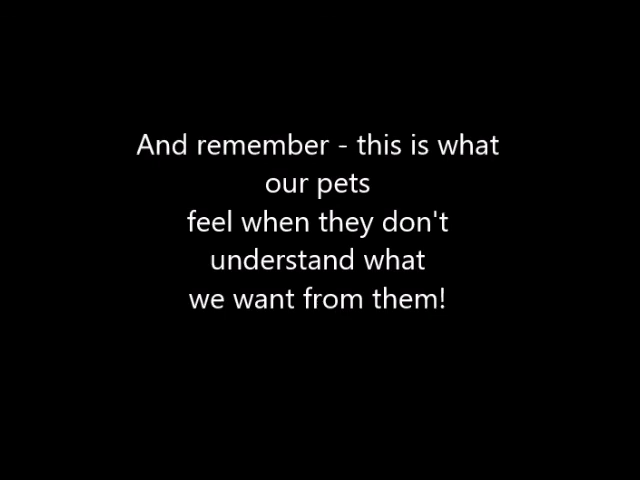 And remember - this is what
our pets
feel when they don't
understand what
we want from them!